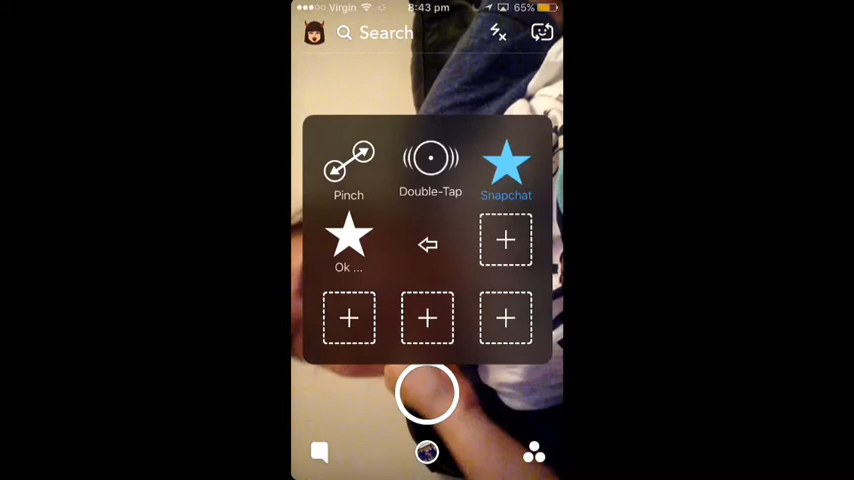 Virgin 8:43 pm 65%
Search
Pinch Double-Tap Snapchat
Ok ...